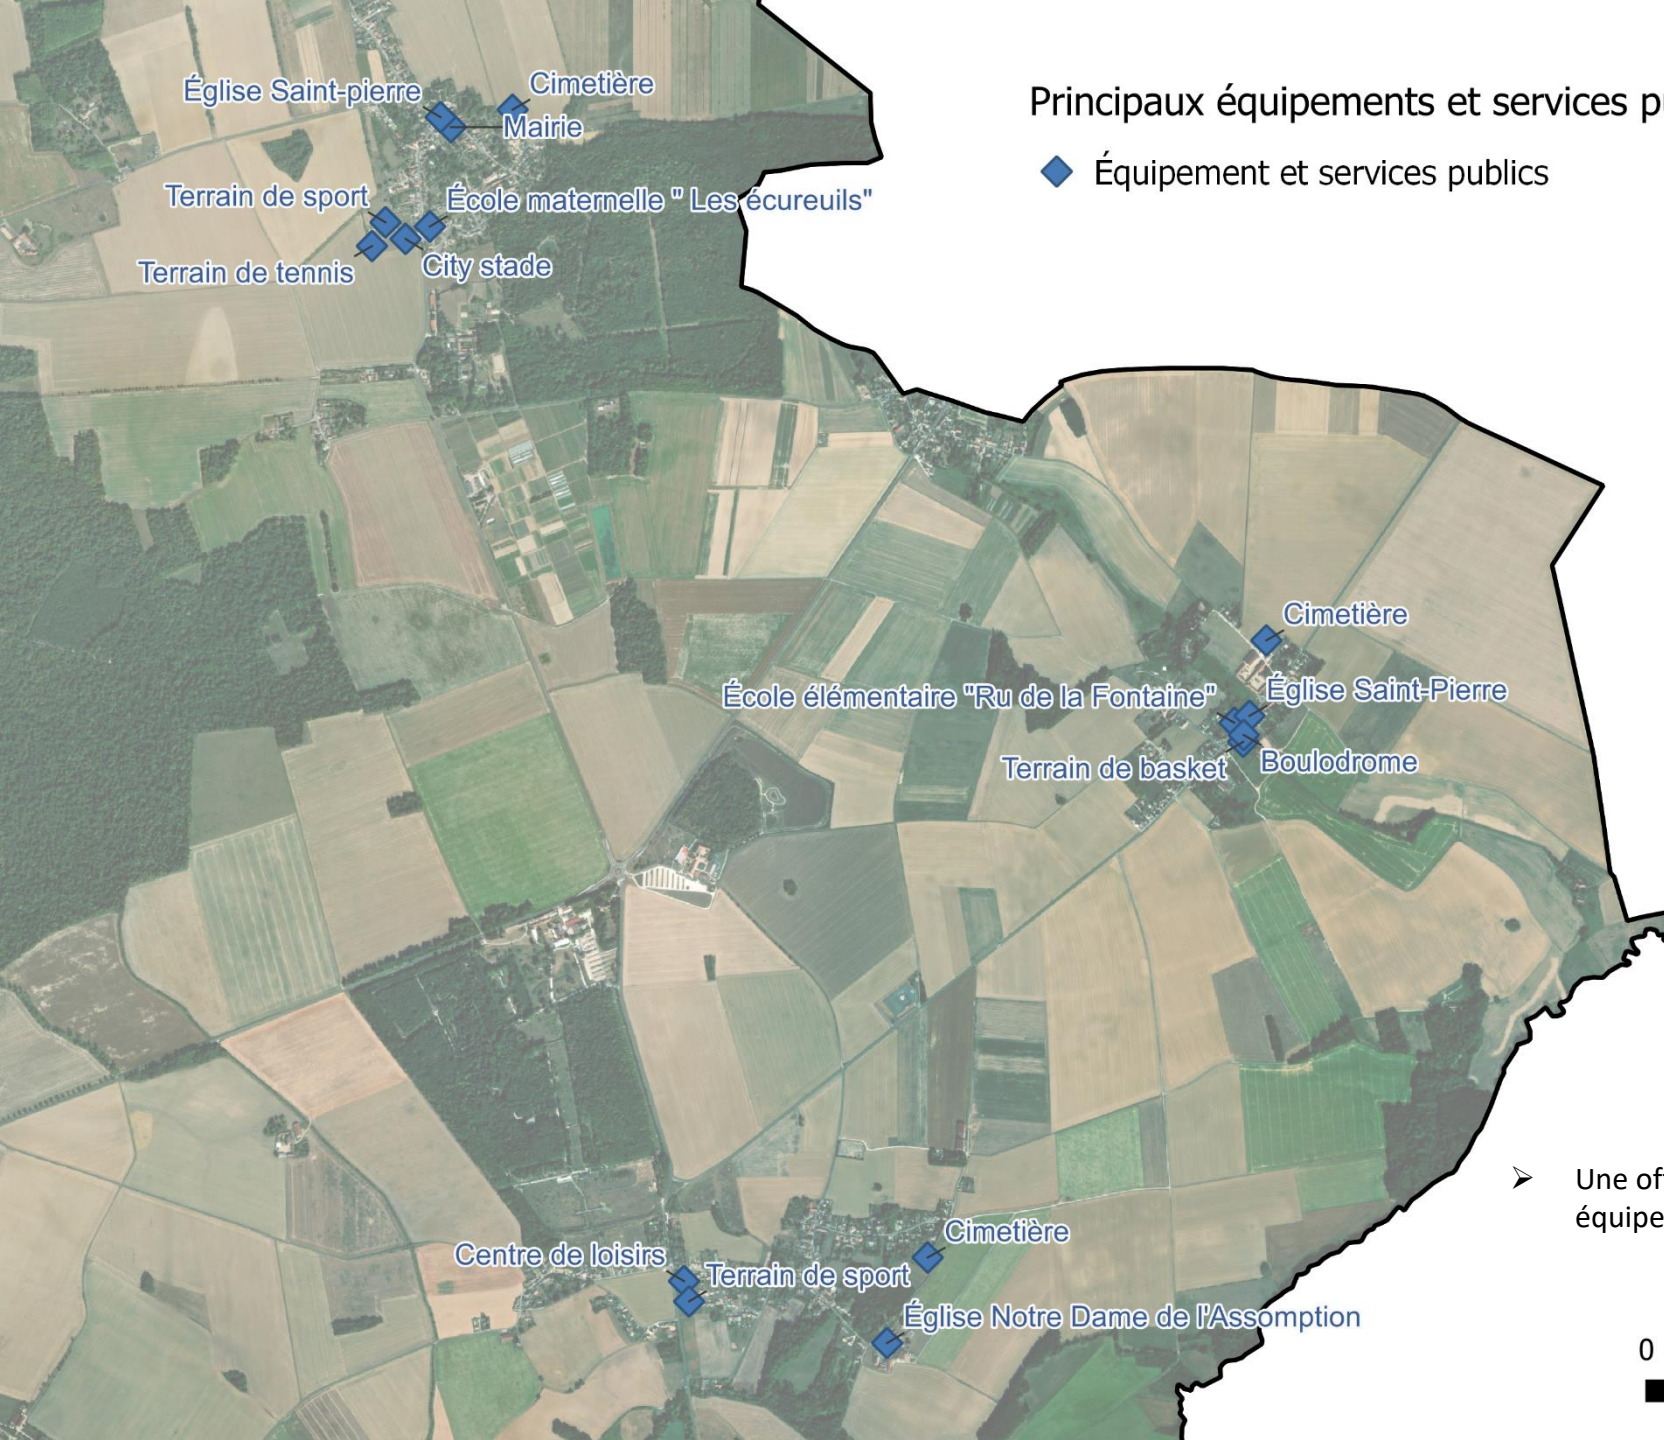 Principaux équipements et services
Équipement et services publics
Église Saint-pierre
Cimetière
Mairie
Terrain de sport
École maternelle " Les écureuils"
Terrain de tennis
City stade
Cimetière
École élémentaire "Ru de la Fontaine"
Église Saint-Pierre
Terrain de basket
Boulodrome
➢ Une
Cimetière
Centre de loisirs
Terrain de sport
Église Notre Dame de l'Assomption
0